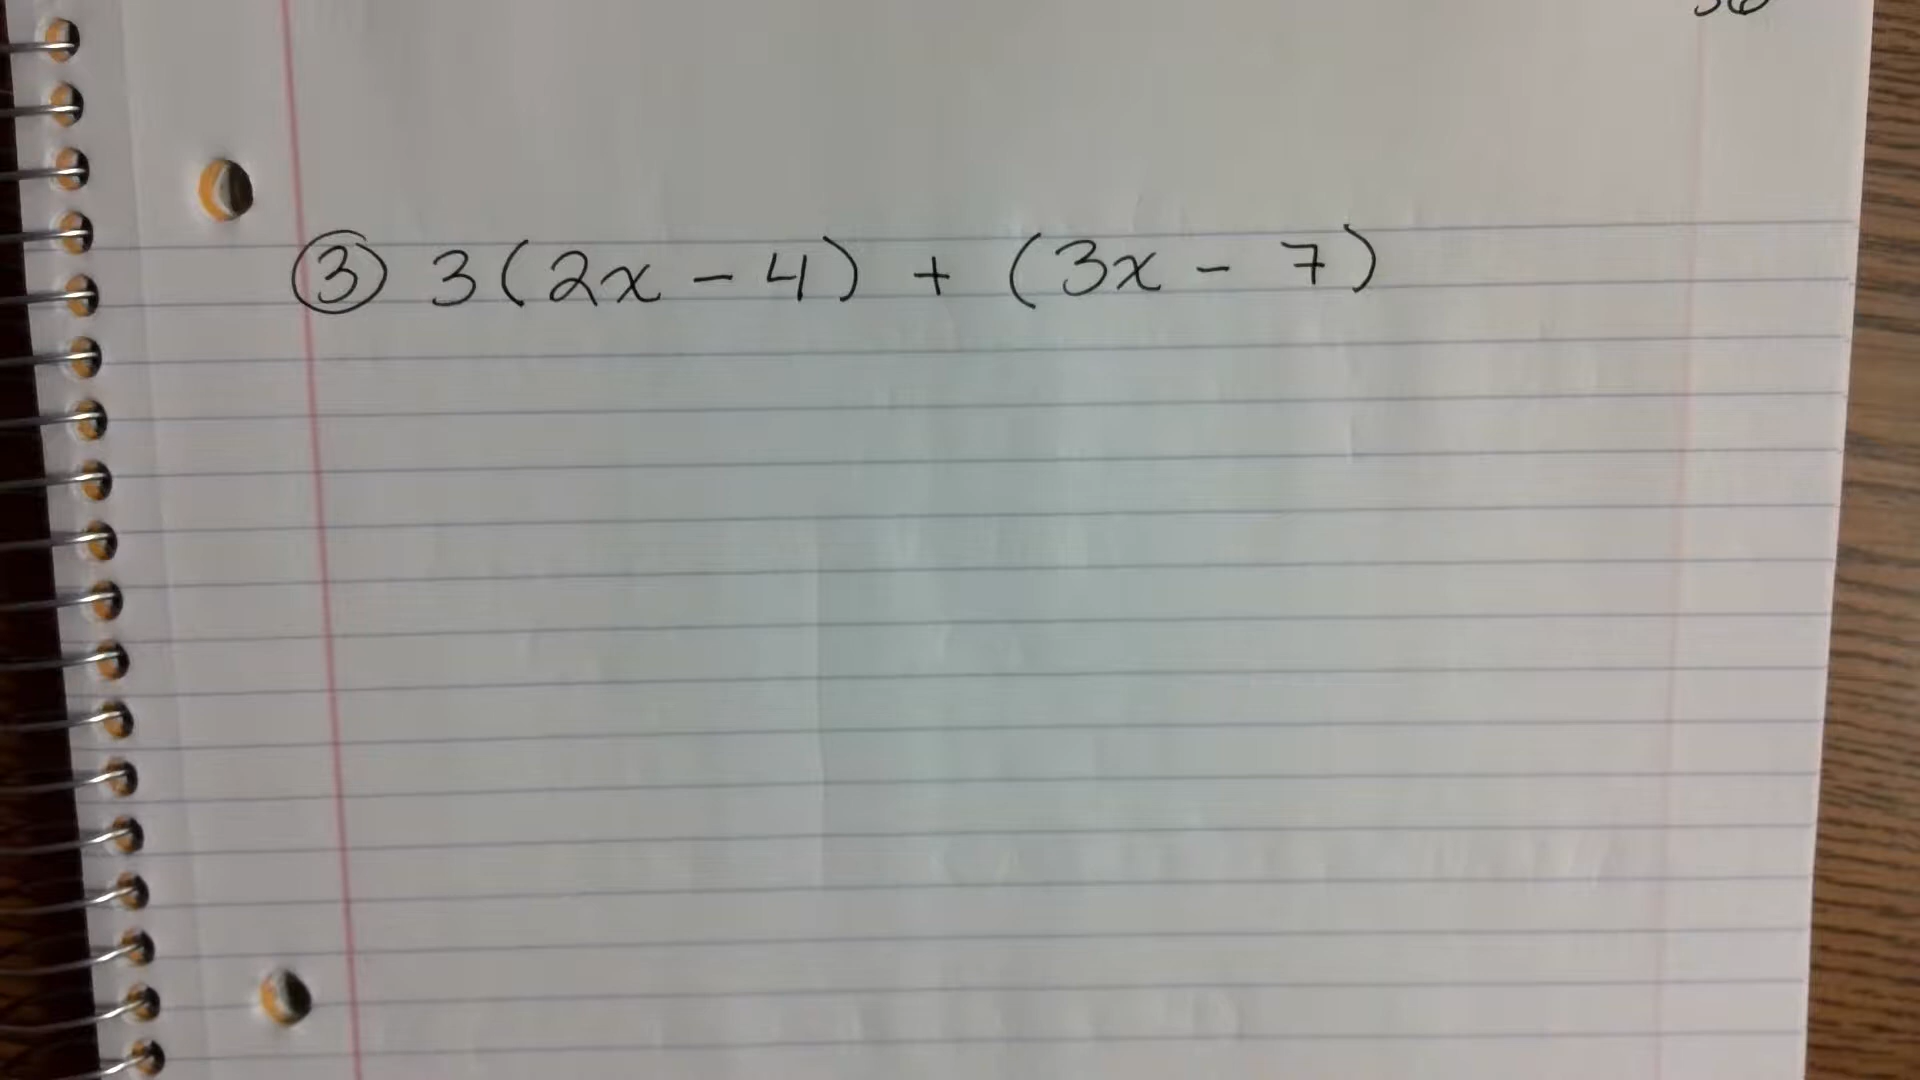 ③ 3(2x - 4) + (3x - 7)